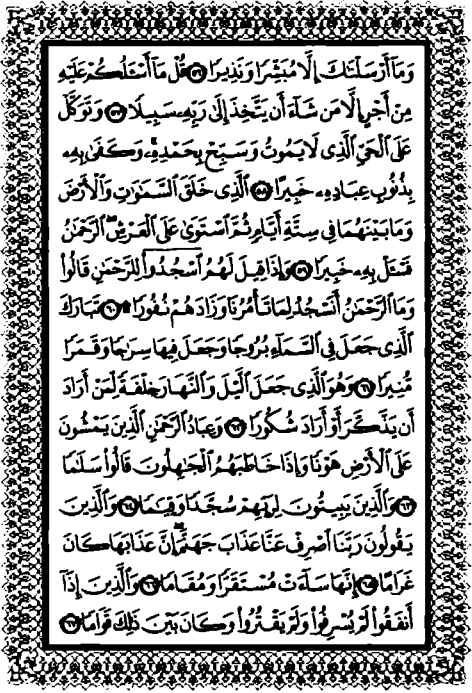 وَمَآ أَرْسَلْنَٰكَ إِلَّا مُبَشِّرًا وَنَذِيرًا ۝٥٦ قُلْ مَآ أَسْـَٔلُكُمْ عَلَيْهِ
مِنْ أَجْرٍ إِلَّا مَن شَآءَ أَن يَتَّخِذَ إِلَىٰ رَبِّهِۦ سَبِيلًا ۝٥٧ وَتَوَكَّلْ
عَلَى ٱلْحَىِّ ٱلَّذِى لَا يَمُوتُ وَسَبِّحْ بِحَمْدِهِۦ ۚ وَكَفَىٰ بِهِۦ
بِذُنُوبِ عِبَادِهِۦ خَبِيرًا ۝٥٨ ٱلَّذِى خَلَقَ ٱلسَّمَٰوَٰتِ وَٱلْأَرْضَ
وَمَا بَيْنَهُمَا فِى سِتَّةِ أَيَّامٍ ثُمَّ ٱسْتَوَىٰ عَلَى ٱلْعَرْشِ ۚ ٱلرَّحْمَٰنُ
فَسْـَٔلْ بِهِۦ خَبِيرًا ۝٥٩ وَإِذَا قِيلَ لَهُمُ ٱسْجُدُوا۟ لِلرَّحْمَٰنِ قَالُوا۟
وَمَا ٱلرَّحْمَٰنُ أَنَسْجُدُ لِمَا تَأْمُرُنَا وَزَادَهُمْ نُفُورًا ۩ ۝٦٠ تَبَارَكَ
ٱلَّذِى جَعَلَ فِى ٱلسَّمَآءِ بُرُوجًا وَجَعَلَ فِيهَا سِرَٰجًا وَقَمَرًا
مُّنِيرًا ۝٦١ وَهُوَ ٱلَّذِى جَعَلَ ٱلَّيْلَ وَٱلنَّهَارَ خِلْفَةً لِّمَنْ أَرَادَ
أَن يَذَّكَّرَ أَوْ أَرَادَ شُكُورًا ۝٦٢ وَعِبَادُ ٱلرَّحْمَٰنِ ٱلَّذِينَ يَمْشُونَ
عَلَى ٱلْأَرْضِ هَوْنًا وَإِذَا خَاطَبَهُمُ ٱلْجَٰهِلُونَ قَالُوا۟ سَلَٰمًا
۝٦٣ وَٱلَّذِينَ يَبِيتُونَ لِرَبِّهِمْ سُجَّدًا وَقِيَٰمًا ۝٦٤ وَٱلَّذِينَ
يَقُولُونَ رَبَّنَا ٱصْرِفْ عَنَّا عَذَابَ جَهَنَّمَ ۖ إِنَّ عَذَابَهَا كَانَ
غَرَامًا ۝٦٥ إِنَّهَا سَآءَتْ مُسْتَقَرًّا وَمُقَامًا ۝٦٦ وَٱلَّذِينَ إِذَآ
أَنفَقُوا۟ لَمْ يُسْرِفُوا۟ وَلَمْ يَقْتُرُوا۟ وَكَانَ بَيْنَ ذَٰلِكَ قَوَامًا ۝٦٧